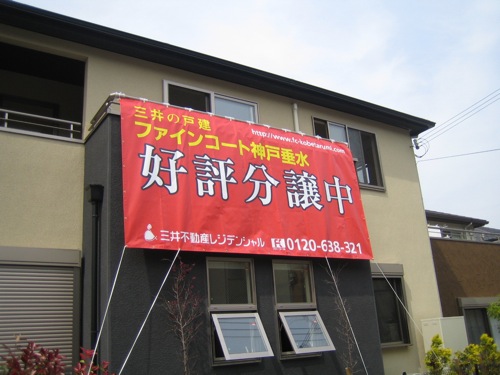 三井の戸建
http://www.fc-kobetarumi.com
ファインコート神戸垂水
好評分譲中
三井不動産レジデンシャル 0120-638-321